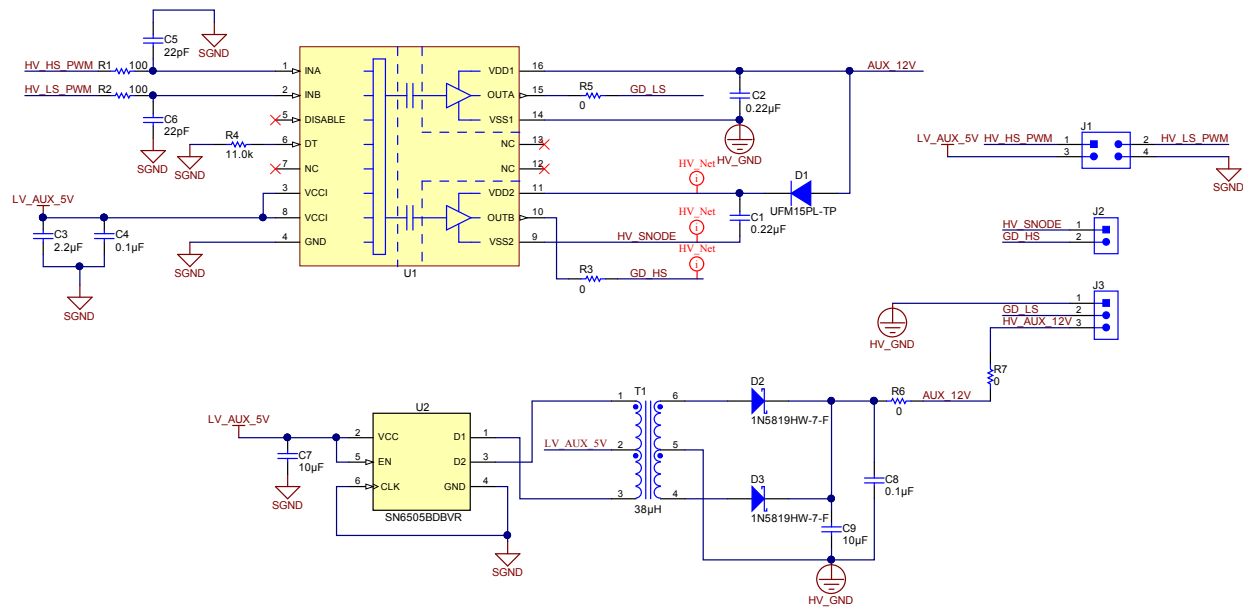 C5
22pF
SGND
HV_HS_PWM R1 100
HV_LS_PWM R2 100
C6
22pF
SGND
R4
11.0k
SGND
LV_AUX_5V
C3
2.2µF
C4
0.1µF
SGND
SGND
1 INA
2 INB
5 DISABLE
6 DT
7 NC
3 VCCI
8 VCCI
4 GND
VDD1 16
OUTA 15
VSS1 14
NC 13
NC 12
VDD2 11
OUTB 10
VSS2 9
U1
AUX_12V
R5
0
GD_LS
C2
0.22µF
HV_GND
HV_Net
i
D1
UFM15PL-TP
HV_Net
i
C1
0.22µF
HV_SNODE
HV_Net
i
R3
0
GD_HS
J1
LV_AUX_5V HV_HS_PWM 1 2 HV_LS_PWM
3 4
SGND
J2
HV_SNODE 1
GD_HS 2
J3
1
GD_LS 2
HV_AUX_12V 3
HV_GND
R7
0
LV_AUX_5V
C7
10µF
SGND
U2
2 VCC D1 1
5 EN D2 3
6 CLK GND 4
SN6505BDBVR
SGND
T1
1 6
LV_AUX_5V 2 5
3 4
38µH
D2
1N5819HW-7-F
D3
1N5819HW-7-F
R6
0
AUX_12V
C8
0.1µF
C9
10µF
HV_GND